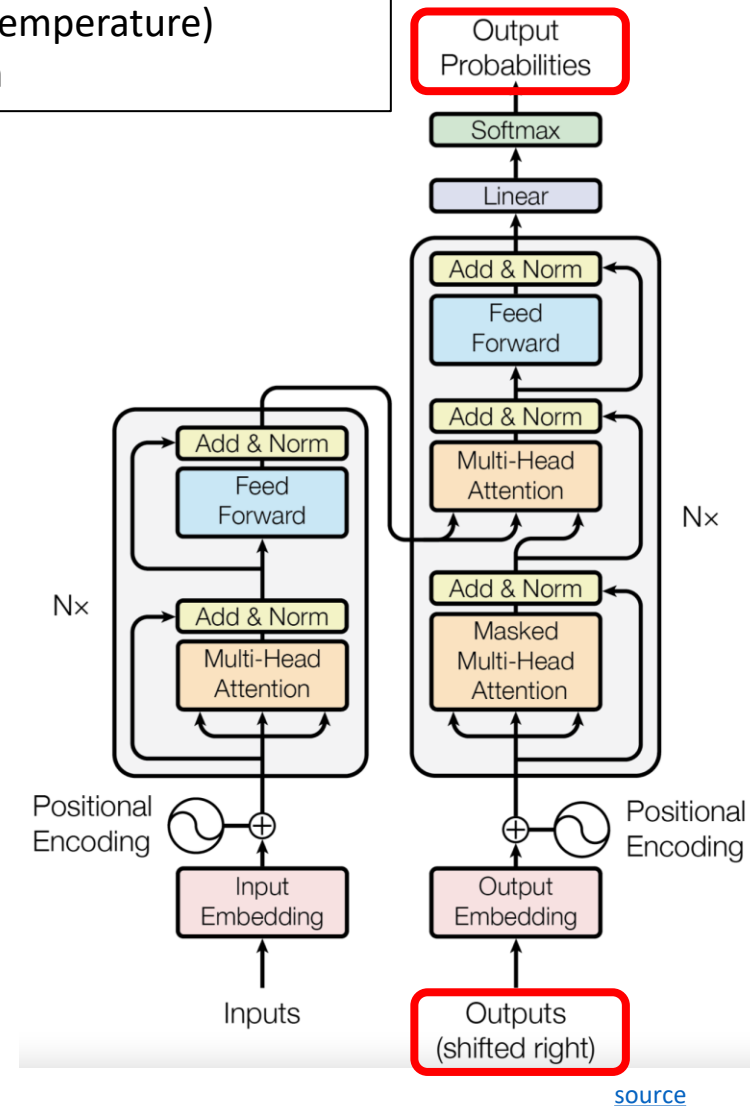 emperature)
Output
Probabilities
Softmax
Linear
Add & Norm
Feed
Forward
Add & Norm
Multi-Head
Attention
Nx
Add & Norm
Masked
Multi-Head
Attention
Add & Norm
Feed
Forward
Nx
Add & Norm
Multi-Head
Attention
Positional
Encoding
Positional
Encoding
Input
Embedding
Output
Embedding
Inputs
Outputs
(shifted right)
source